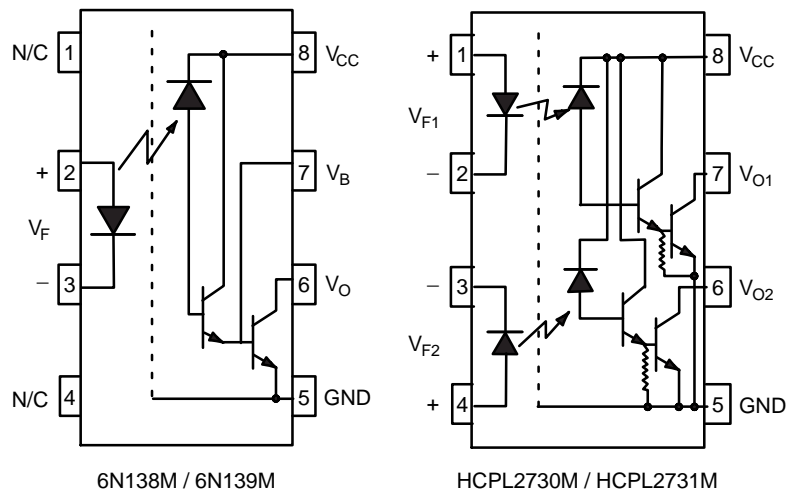 N/C 1 8 VCC
+ 2 7 VB
VF
− 3 6 VO
N/C 4 5 GND
6N138M / 6N139M
+ 1 8 VCC
VF1
− 2 7 VO1
− 3 6 VO2
VF2
+ 4 5 GND
HCPL2730M / HCPL2731M